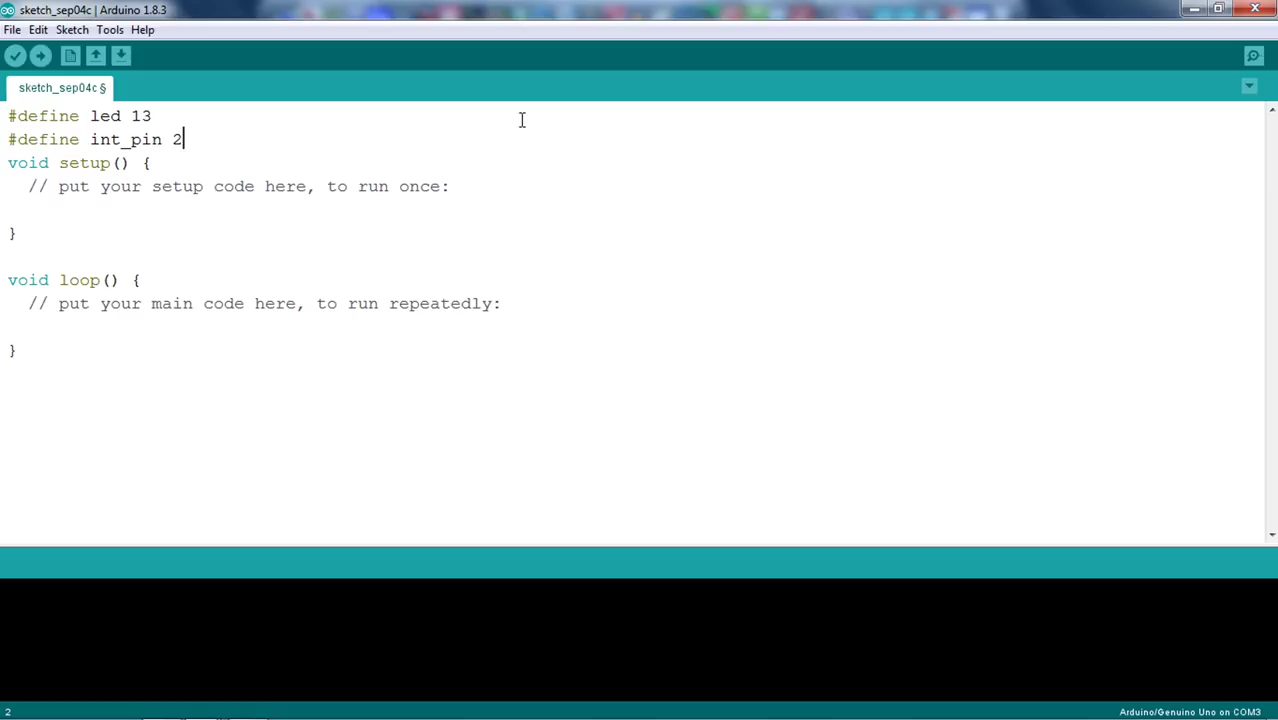 sketch_sep04c | Arduino 1.8.3
File Edit Sketch Tools Help
sketch_sep04c §
#define led 13
#define int_pin 2
void setup() {
// put your setup code here, to run once:
}
void loop() {
// put your main code here, to run repeatedly:
}
2 Arduino/Genuino Uno on COM3